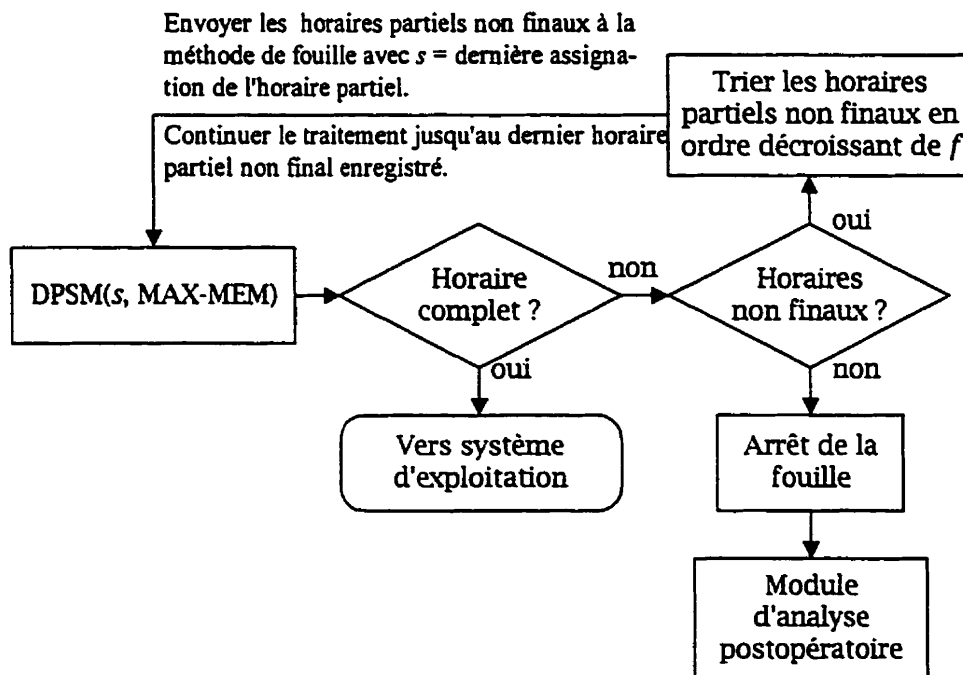 Envoyer les horaires partiels non finaux à la
méthode de fouille avec s = dernière assigna-
tion de l'horaire partiel.
Trier les horaires
partiels non finaux en
ordre décroissant de f
Continuer le traitement jusqu'au dernier horaire
partiel non final enregistré.
oui
DPSM(s, MAX-MEM)
Horaire
complet ?
non
Horaires
non finaux ?
oui
non
Vers système
d'exploitation
Arrêt de la
fouille
Module
d'analyse
postopératoire